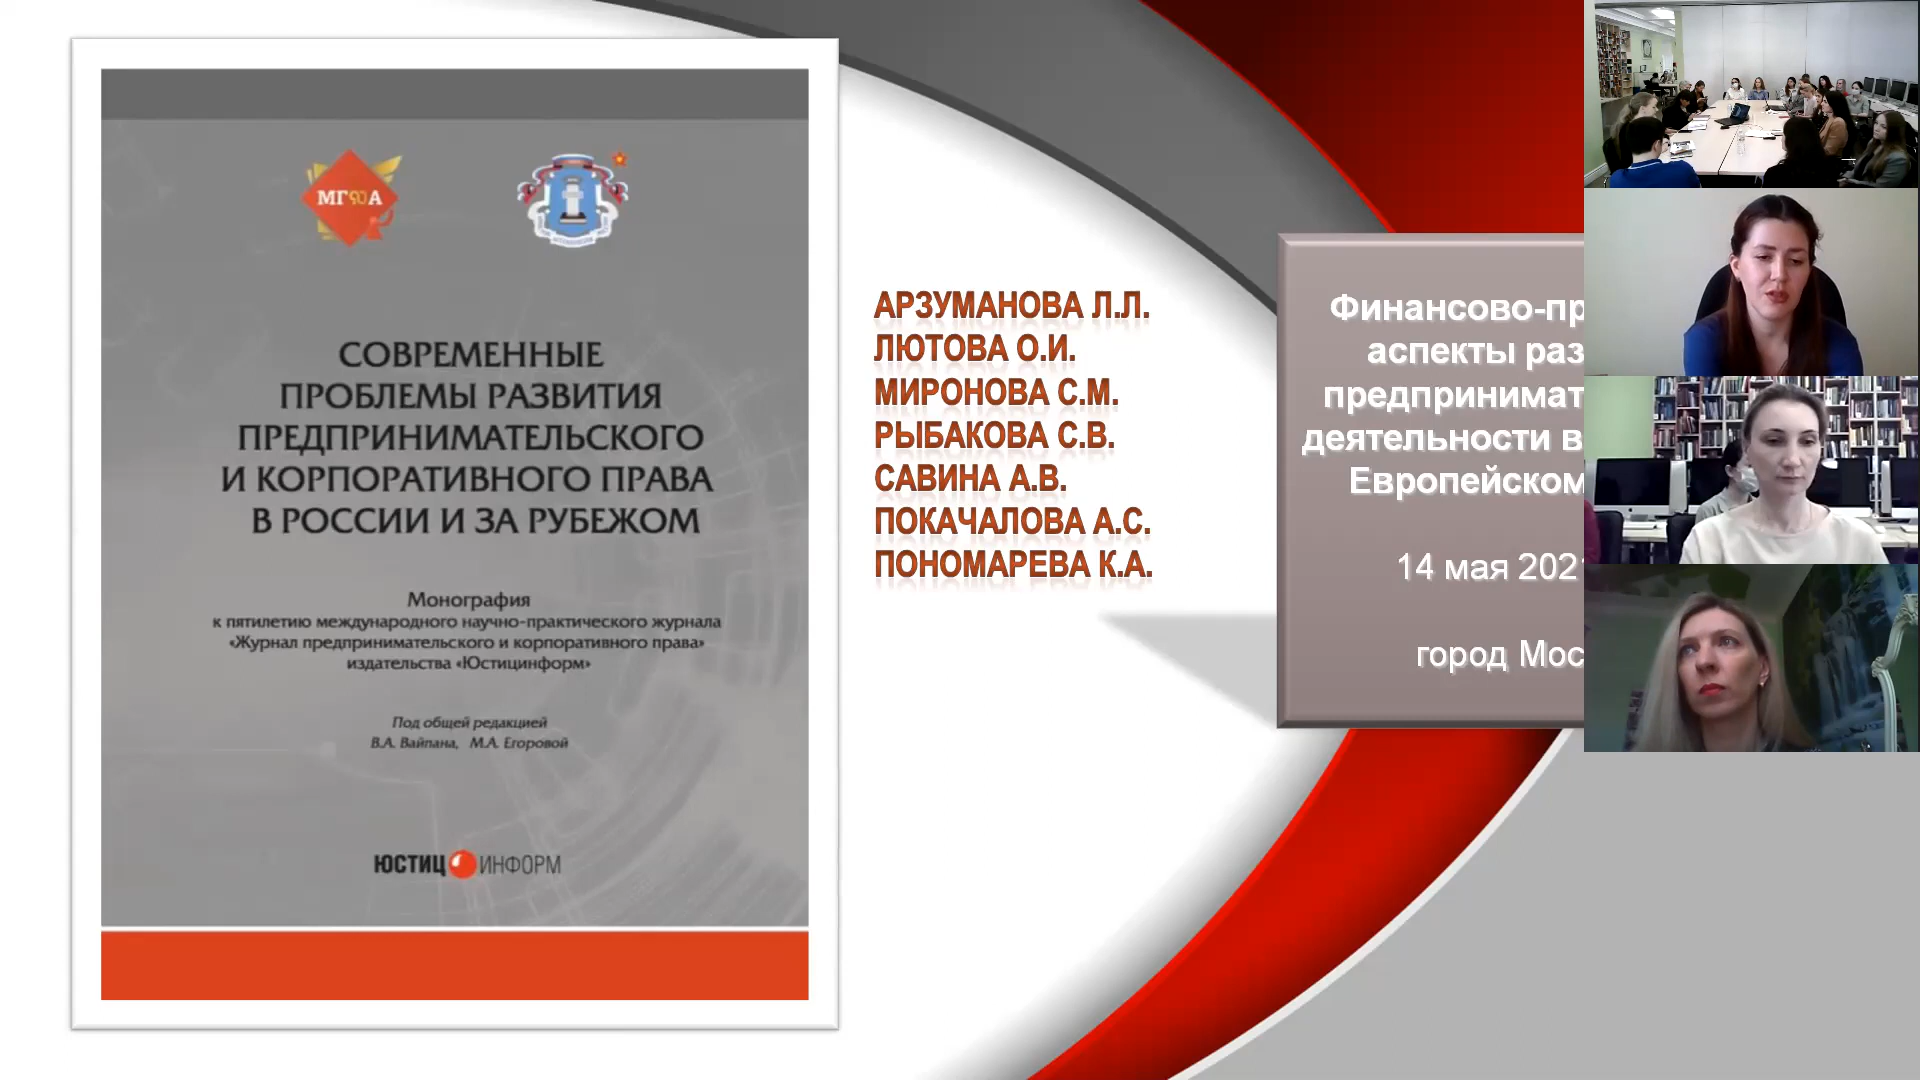 МГЮА
СОВРЕМЕННЫЕ
ПРОБЛЕМЫ РАЗВИТИЯ
ПРЕДПРИНИМАТЕЛЬСКОГО
И КОРПОРАТИВНОГО ПРАВА
В РОССИИ И ЗА РУБЕЖОМ
Монография
к пятилетию международного научно-практического журнала
«Журнал предпринимательского и корпоративного права»
издательства «Юстицинформ»
Под общей редакцией
В.А. Вайпана, М.А. Егоровой
ЮСТИЦИНФОРМ
АРЗУМАНОВА Л.Л.
ЛЮТОВА О.И.
МИРОНОВА С.М.
РЫБАКОВА С.В.
САВИНА А.В.
ПОКАЧАЛОВА А.С.
ПОНОМАРЕВА К.А.
Финансово-пр
аспекты раз
предпринимат
деятельности в
Европейском
14 мая 2021
город Мос